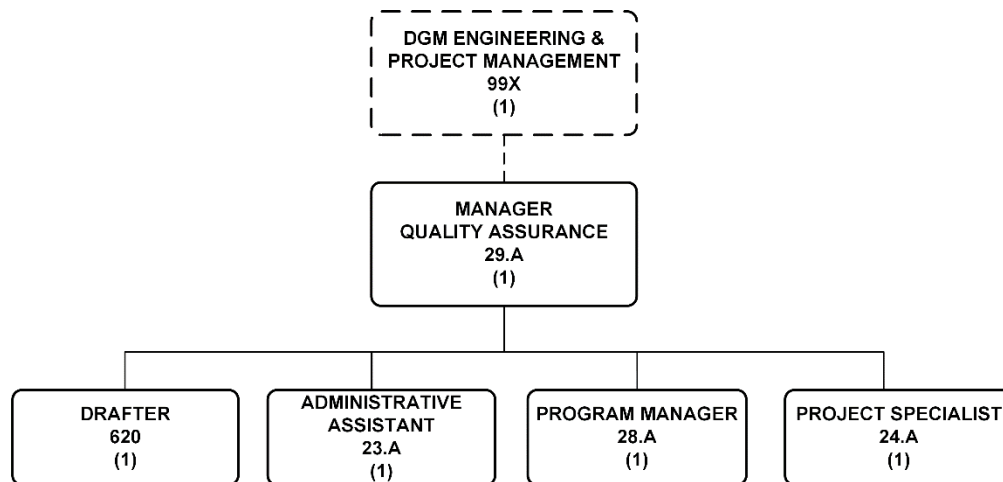 DGM ENGINEERING &
PROJECT MANAGEMENT
99X
(1)
MANAGER
QUALITY ASSURANCE
29.A
(1)
DRAFTER
620
(1)
ADMINISTRATIVE
ASSISTANT
23.A
(1)
PROGRAM MANAGER
28.A
(1)
PROJECT SPECIALIST
24.A
(1)